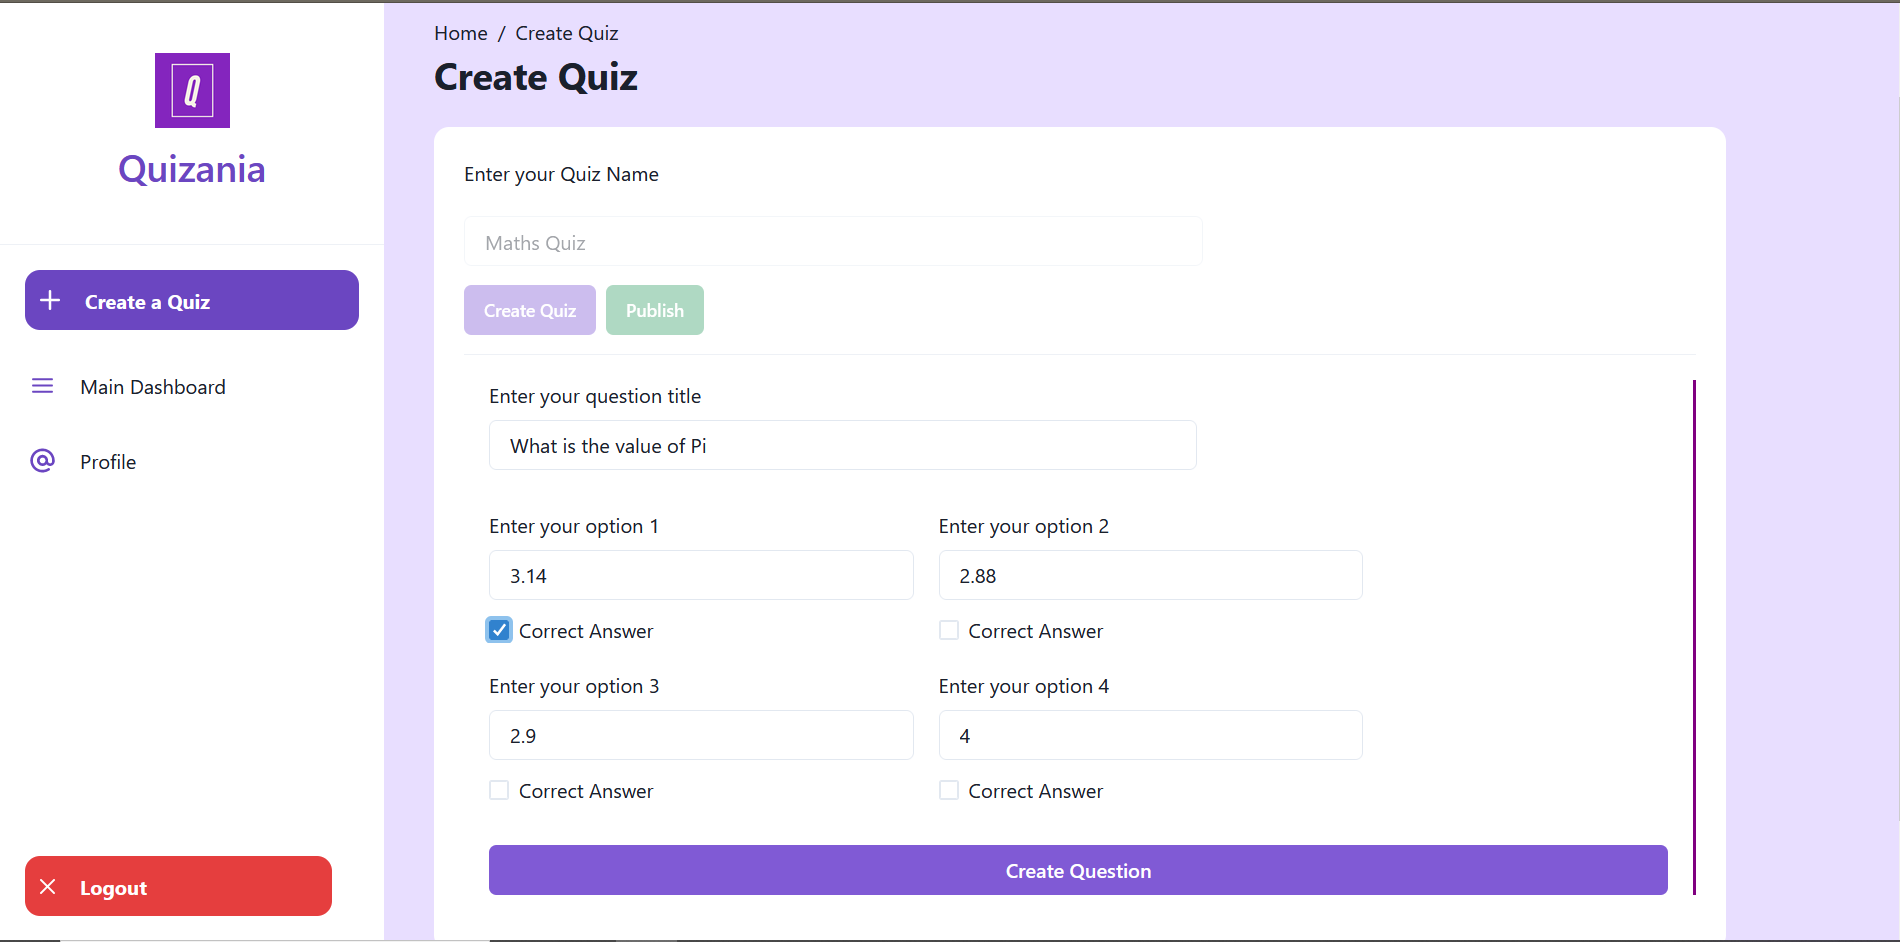 Q
Quizania
Create a Quiz
Main Dashboard
Profile
Logout
Home / Create Quiz
Create Quiz
Enter your Quiz Name
Maths Quiz
Create Quiz Publish
Enter your question title
What is the value of Pi
Enter your option 1 Enter your option 2
3.14 2.88
Correct Answer Correct Answer
Enter your option 3 Enter your option 4
2.9 4
Correct Answer Correct Answer
Create Question